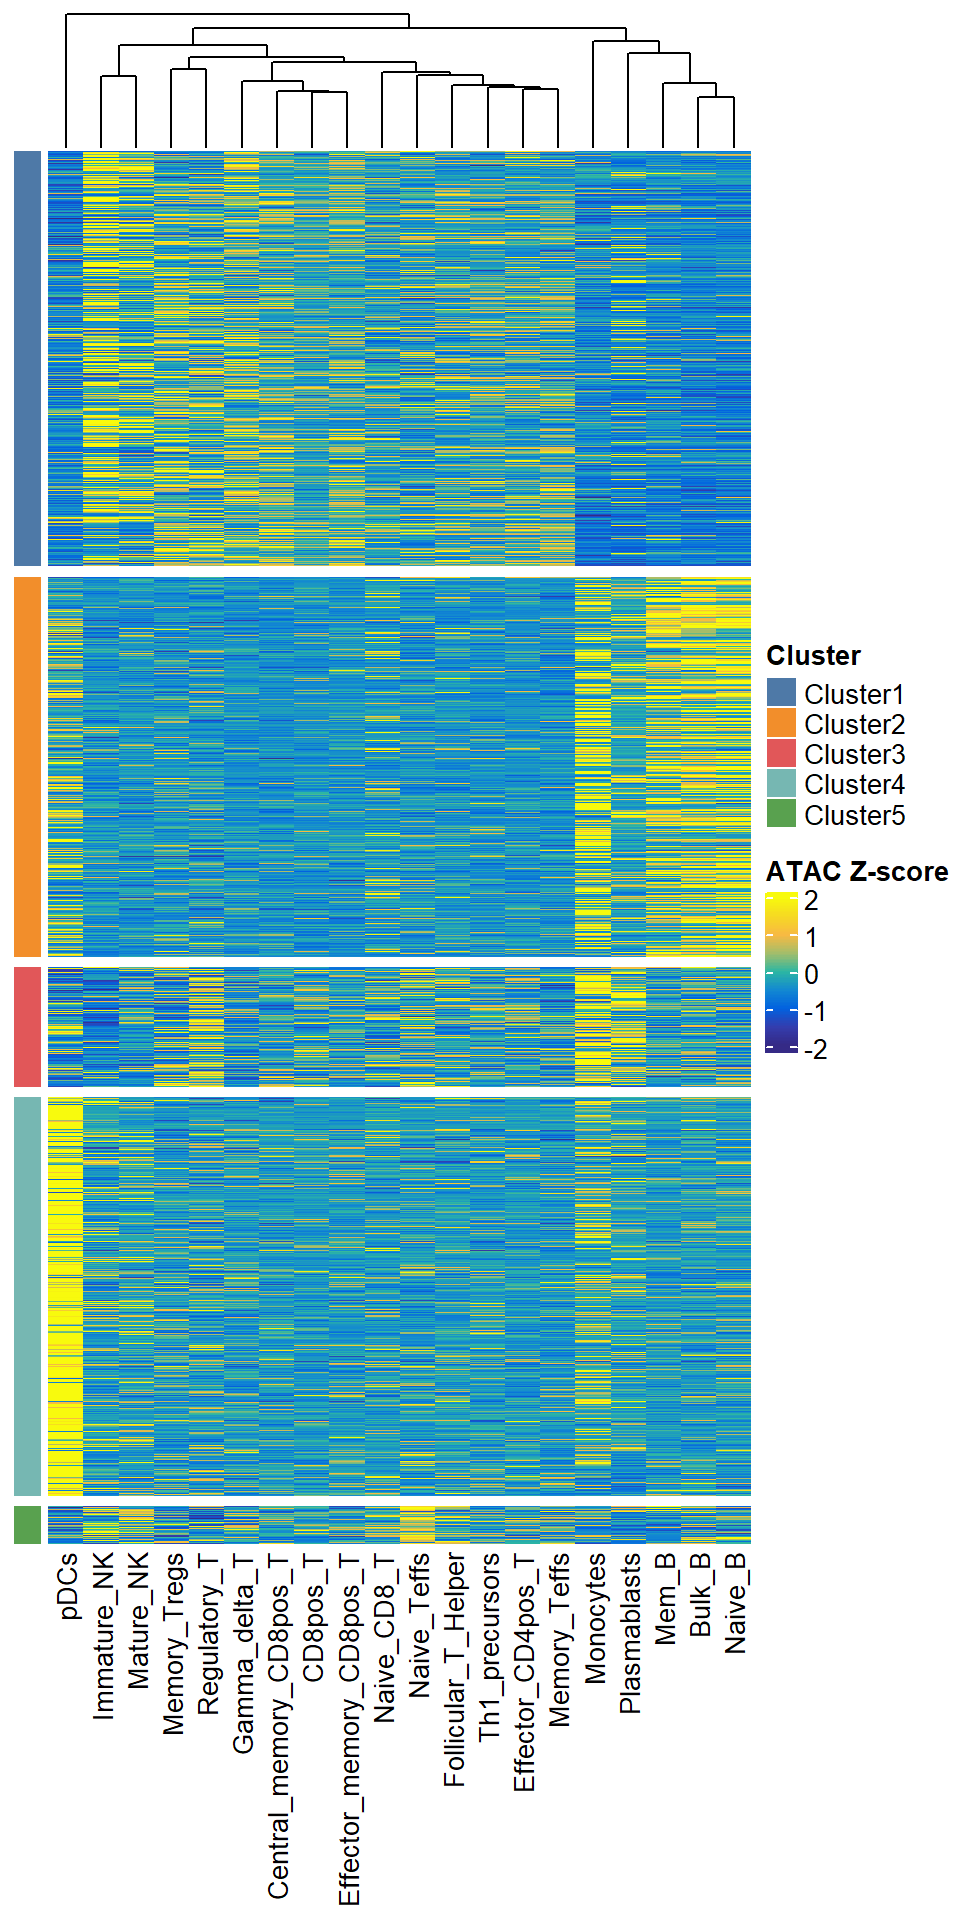 Cluster
Cluster1
Cluster2
Cluster3
Cluster4
Cluster5
ATAC Z-score
2
1
0
-1
-2
pDCs
Immature_NK
Mature_NK
Memory_Tregs
Regulatory_T
Gamma_delta_T
Central_memory_CD8pos_T
CD8pos_T
Effector_memory_CD8pos_T
Naive_CD8_T
Naive_Teffs
Follicular_T_Helper
Th1_precursors
Effector_CD4pos_T
Memory_Teffs
Monocytes
Plasmablasts
Mem_B
Bulk_B
Naive_B